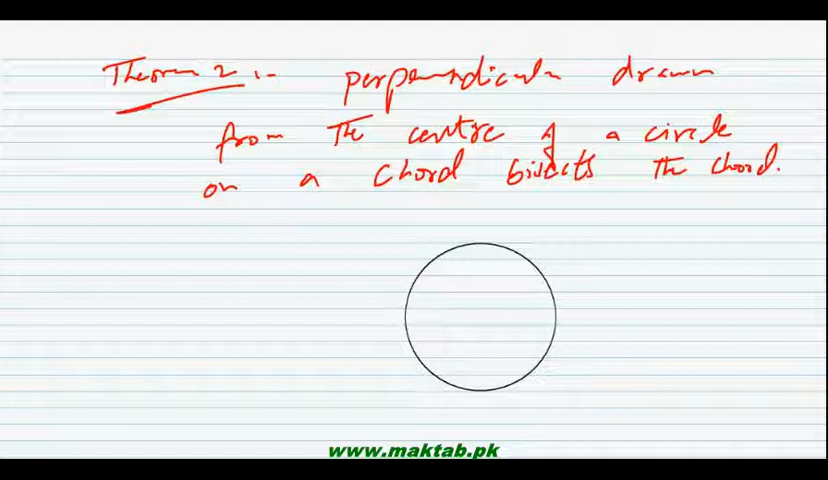 Theorem 2 :- perpendicular drawn
from the centre of a circle
on a chord bisects the chord.
www.maktab.pk